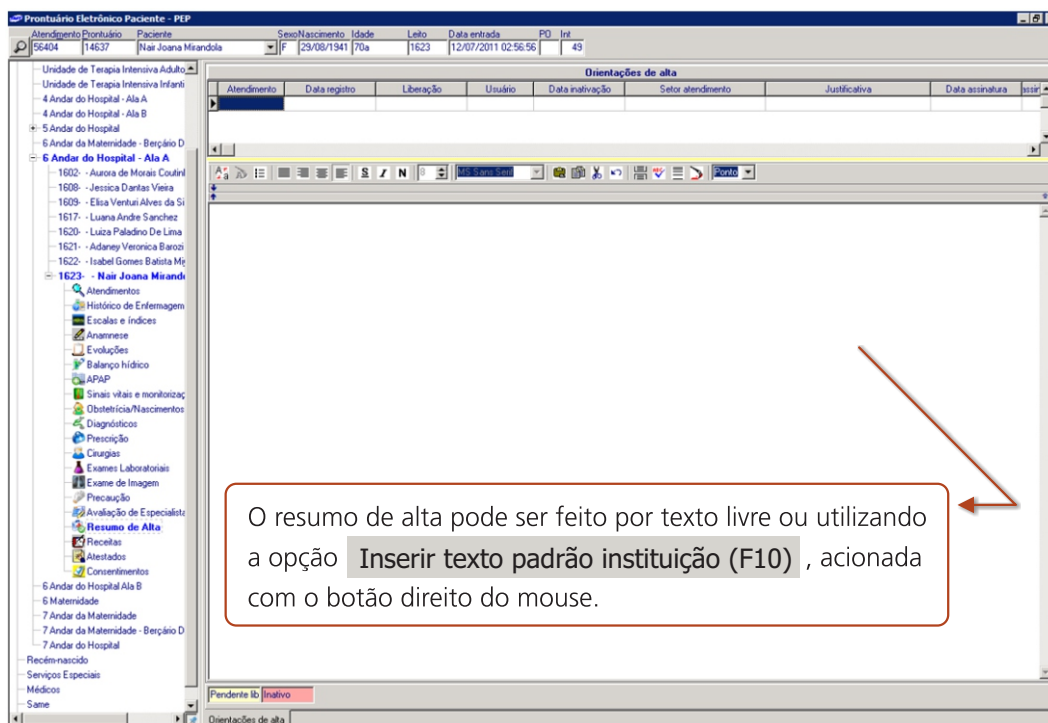 Prontuário Eletrônico Paciente - PEP
Atendimento Prontuário Paciente Sexo Nascimento Idade Leito Data entrada PO Int
56404 14637 Nair Joana Mirandola F 29/08/1941 70a 1623 12/07/2011 02:56:56 49
Unidade de Terapia Intensiva Adulto
Unidade de Terapia Intensiva Infanti
4 Andar do Hospital - Ala A
4 Andar do Hospital - Ala B
5 Andar do Hospital
6 Andar da Maternidade - Berçário D
6 Andar do Hospital - Ala A
1602- - Aurora de Morais Coutinl
1608- - Jessica Dantas Vieira
1609- - Elisa Venturi Alves da Si
1617- - Luana Andre Sanchez
1620- - Luiza Paladino De Lima
1621- - Adaney Veronica Barozi
1622- - Isabel Gomes Batista Mig
1623- - Nair Joana Mirando
Atendimentos
Histórico de Enfermagem
Escalas e índices
Anamnese
Evoluções
Balanço hídrico
APAP
Sinais vitais e monitorizaç
Obstetrícia/Nascimentos
Diagnósticos
Prescrição
Cirurgias
Exames Laboratoriais
Exame de Imagem
Precaução
Avaliação de Especialista
Resumo de Alta
Receitas
Atestados
Consentimentos
6 Andar do Hospital Ala B
6 Maternidade
7 Andar da Maternidade
7 Andar da Maternidade - Berçário D
7 Andar do Hospital
Recém-nascido
Serviços Especiais
Médicos
Same
Orientações de alta
Atendimento Data registro Liberação Usuário Data inativação Setor atendimento Justificativa Data assinatura assir
S I N MS Sans Serif Ponto
O resumo de alta pode ser feito por texto livre ou utilizando
a opção Inserir texto padrão instituição (F10) , acionada
com o botão direito do mouse.
Pendente lib Inativo
Orientações de alta